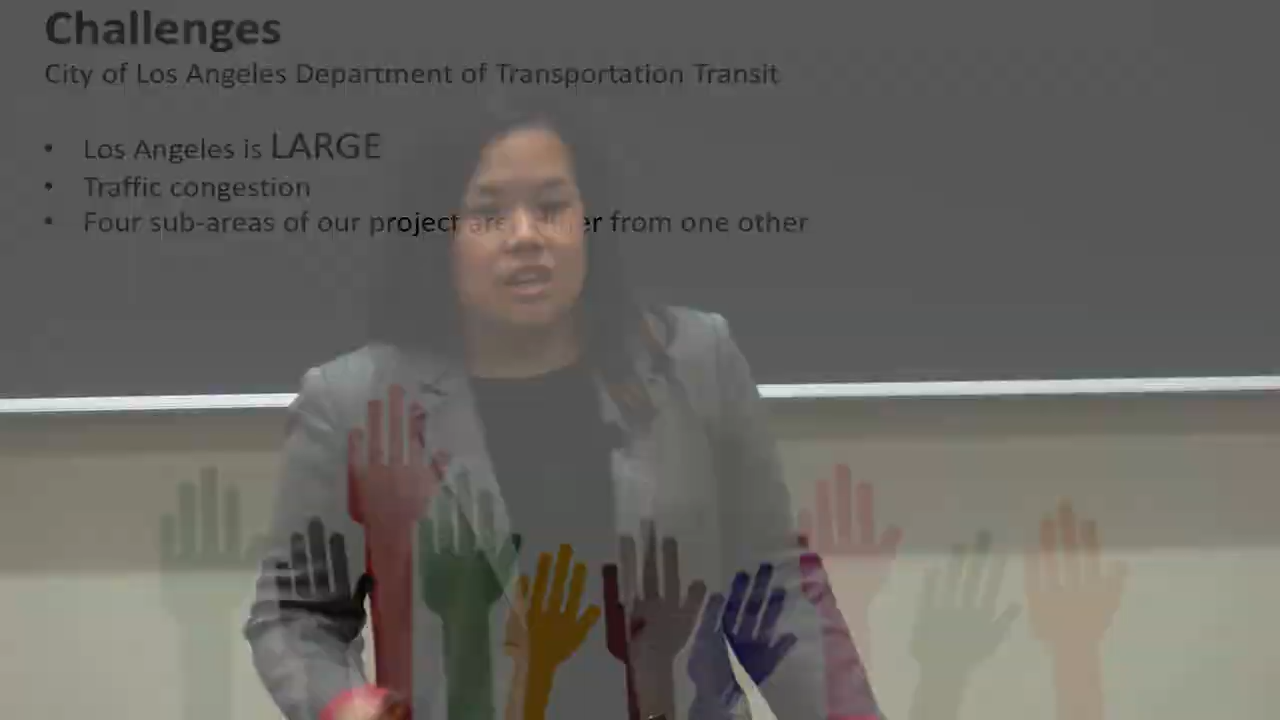 Challenges
City of Los Angeles Department of Transportation Transit
• Los Angeles is LARGE
• Traffic congestion
• Four sub-areas of our project are from one other